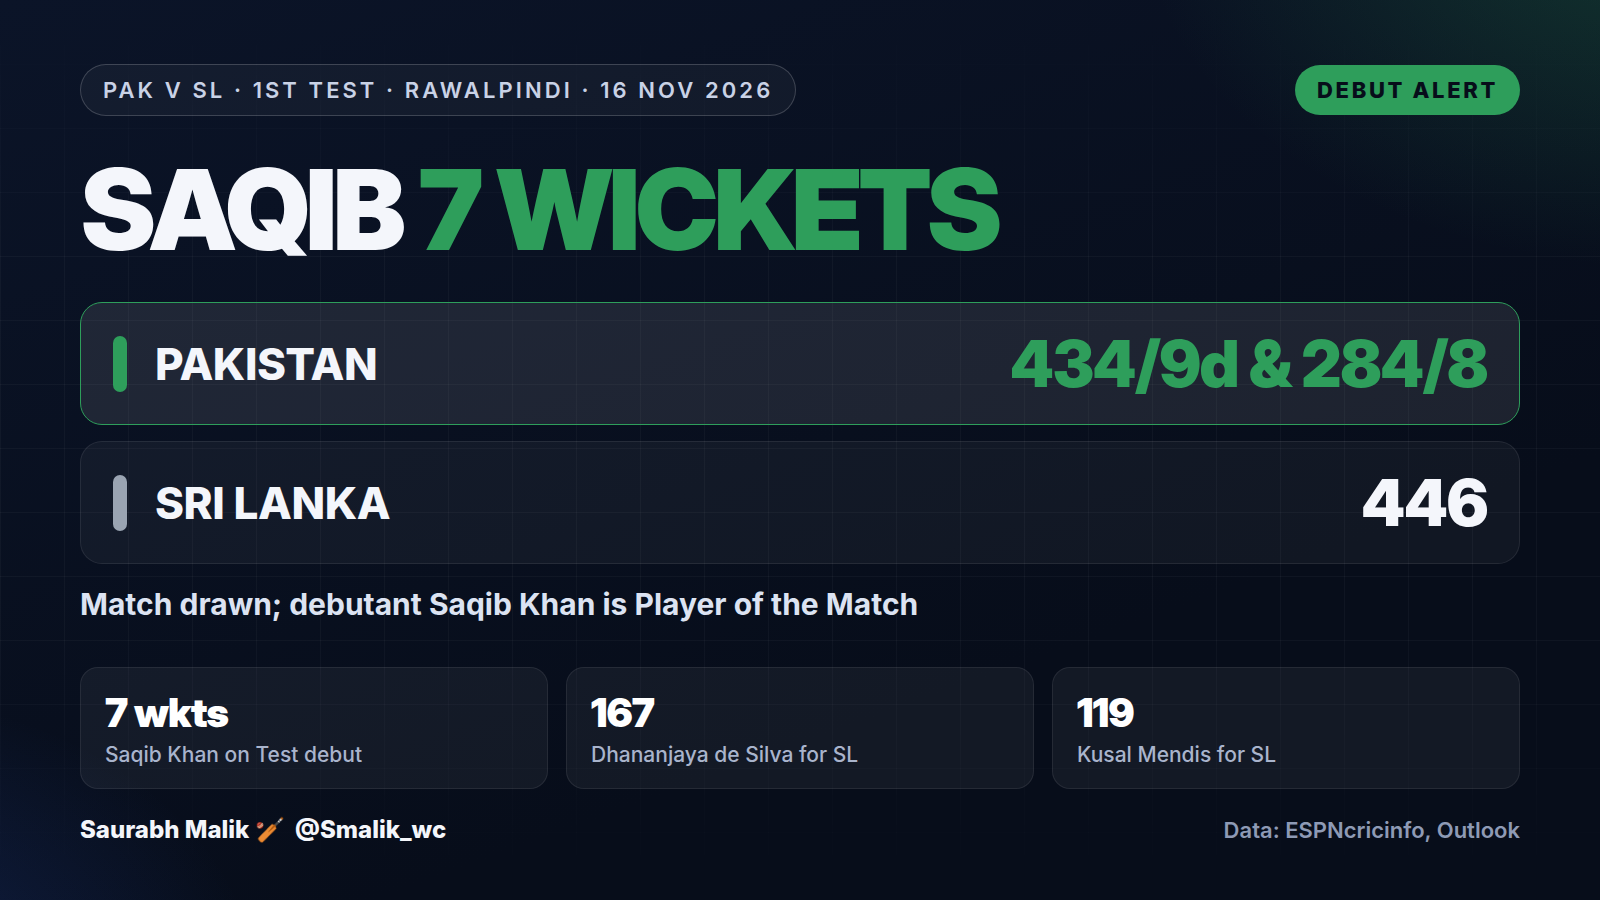 PAK V SL · 1ST TEST · RAWALPINDI · 16 NOV 2026
DEBUT ALERT
SAQIB 7 WICKETS
PAKISTAN
434/9d & 284/8
SRI LANKA
446
Match drawn; debutant Saqib Khan is Player of the Match
7 wkts
Saqib Khan on Test debut
167
Dhananjaya de Silva for SL
119
Kusal Mendis for SL
Saurabh Malik 🏏 @Smalik_wc
Data: ESPNcricinfo, Outlook